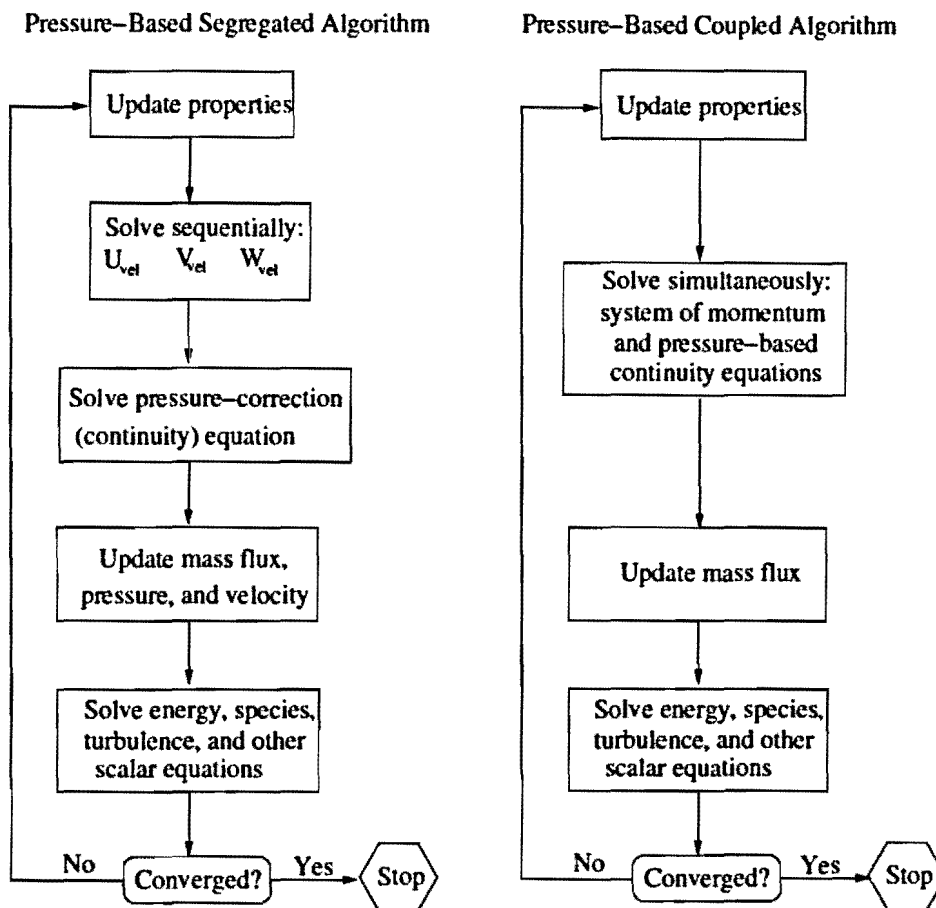 Pressure–Based Segregated Algorithm
Update properties
Solve sequentially:
U_vel V_vel W_vel
Solve pressure–correction
(continuity) equation
Update mass flux,
pressure, and velocity
Solve energy, species,
turbulence, and other
scalar equations
No
Converged?
Yes
Stop
Pressure–Based Coupled Algorithm
Update properties
Solve simultaneously:
system of momentum
and pressure–based
continuity equations
Update mass flux
Solve energy, species,
turbulence, and other
scalar equations
No
Converged?
Yes
Stop